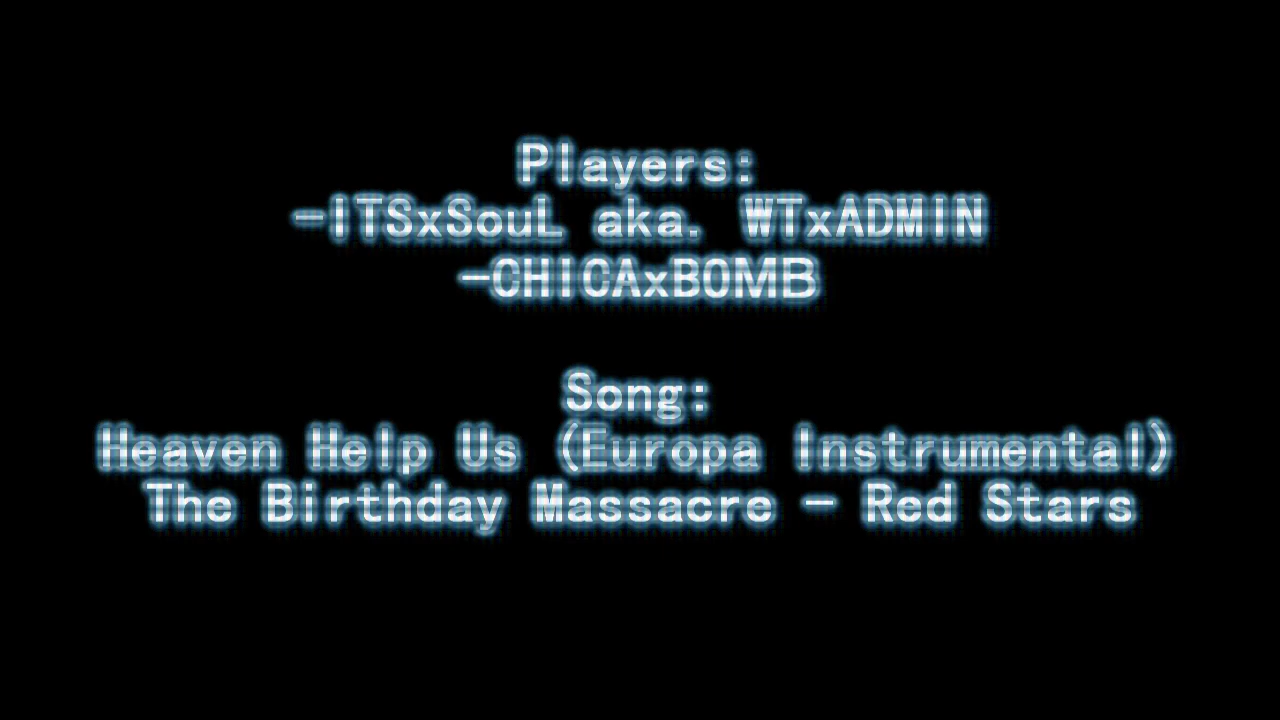 Players:
-ITSxSouL aka. WTxADMIN
-CHICAxBOMB
Song:
Heaven Help Us (Europa Instrumental)
The Birthday Massacre - Red Stars